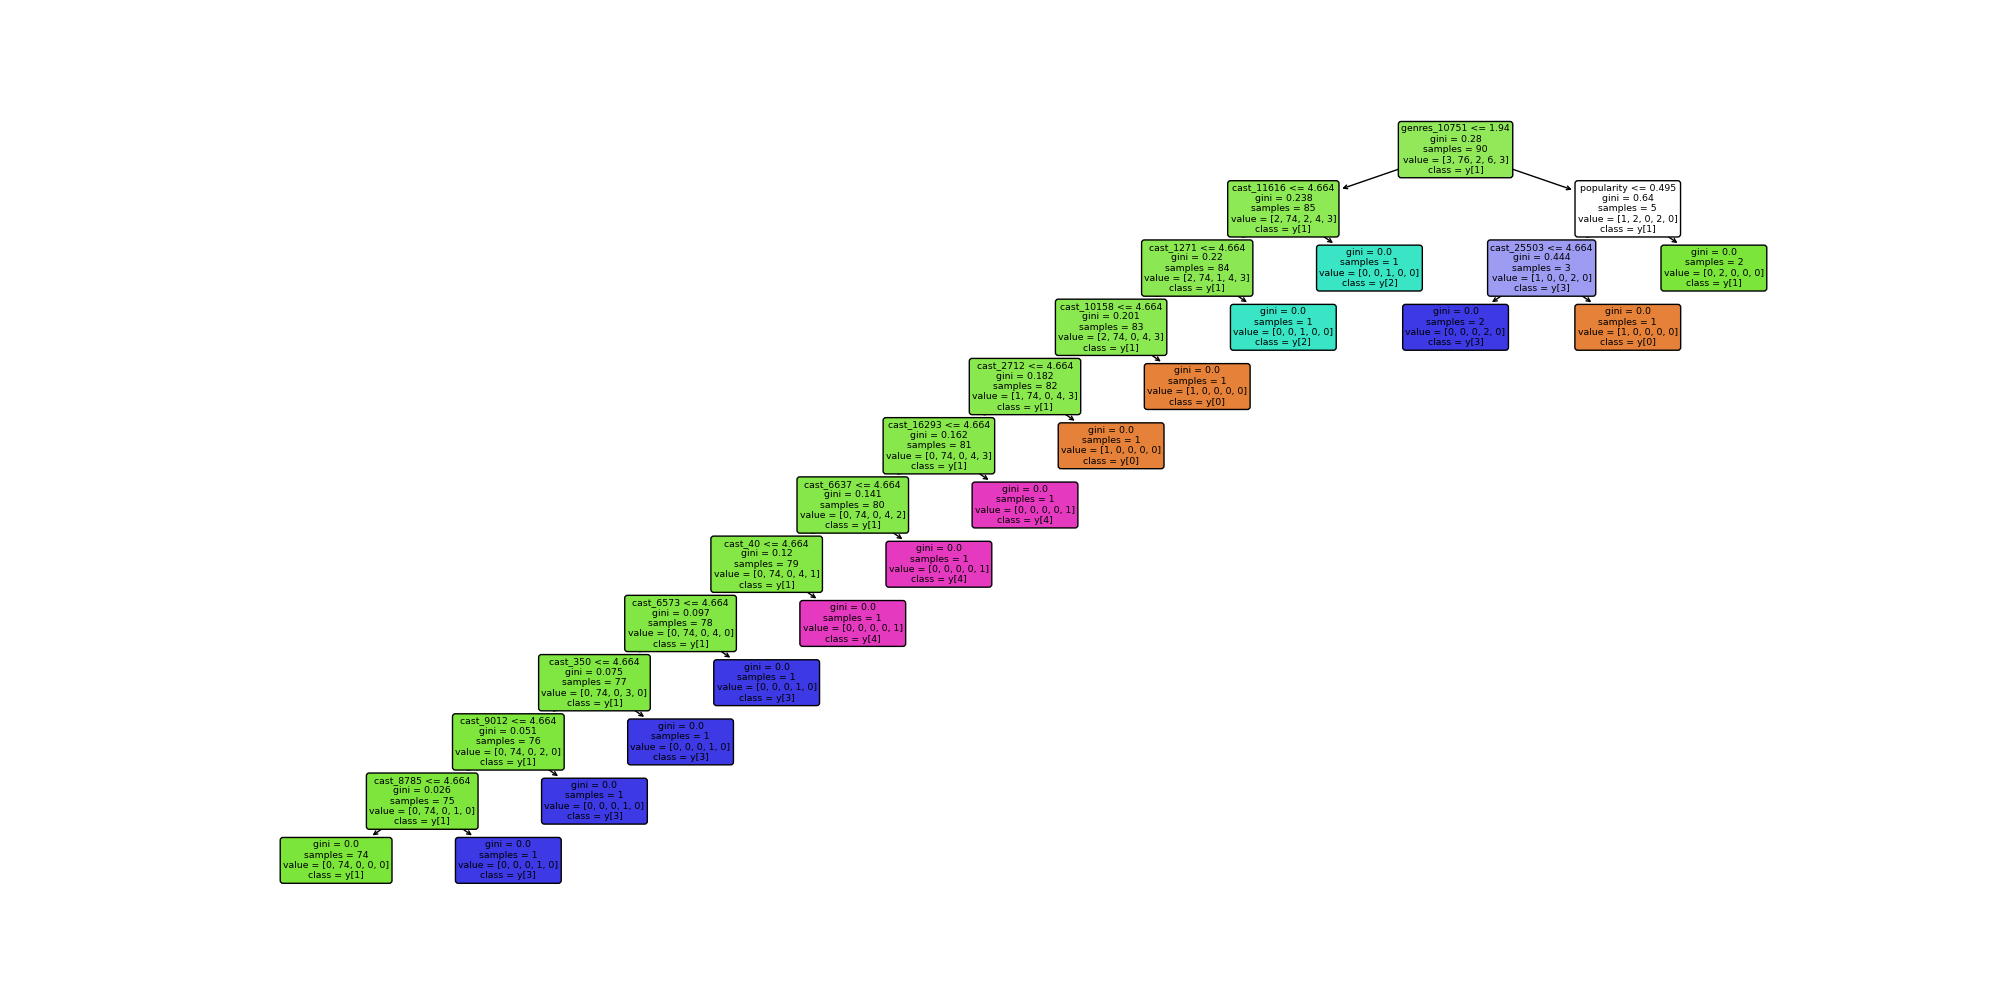 genres_10751 <= 1.94
gini = 0.28
samples = 90
value = [3, 76, 2, 6, 3]
class = y[1]
cast_11616 <= 4.664
gini = 0.238
samples = 85
value = [2, 74, 2, 4, 3]
class = y[1]
popularity <= 0.495
gini = 0.64
samples = 5
value = [1, 2, 0, 2, 0]
class = y[1]
cast_1271 <= 4.664
gini = 0.22
samples = 84
value = [2, 74, 1, 4, 3]
class = y[1]
gini = 0.0
samples = 1
value = [0, 0, 1, 0, 0]
class = y[2]
cast_25503 <= 4.664
gini = 0.444
samples = 3
value = [1, 0, 0, 2, 0]
class = y[3]
gini = 0.0
samples = 2
value = [0, 2, 0, 0, 0]
class = y[1]
cast_10158 <= 4.664
gini = 0.201
samples = 83
value = [2, 74, 0, 4, 3]
class = y[1]
gini = 0.0
samples = 1
value = [0, 0, 1, 0, 0]
class = y[2]
gini = 0.0
samples = 2
value = [0, 0, 0, 2, 0]
class = y[3]
gini = 0.0
samples = 1
value = [1, 0, 0, 0, 0]
class = y[0]
cast_2712 <= 4.664
gini = 0.182
samples = 82
value = [1, 74, 0, 4, 3]
class = y[1]
gini = 0.0
samples = 1
value = [1, 0, 0, 0, 0]
class = y[0]
cast_16293 <= 4.664
gini = 0.162
samples = 81
value = [0, 74, 0, 4, 3]
class = y[1]
gini = 0.0
samples = 1
value = [1, 0, 0, 0, 0]
class = y[0]
cast_6637 <= 4.664
gini = 0.141
samples = 80
value = [0, 74, 0, 4, 2]
class = y[1]
gini = 0.0
samples = 1
value = [0, 0, 0, 0, 1]
class = y[4]
cast_40 <= 4.664
gini = 0.12
samples = 79
value = [0, 74, 0, 4, 1]
class = y[1]
gini = 0.0
samples = 1
value = [0, 0, 0, 0, 1]
class = y[4]
cast_6573 <= 4.664
gini = 0.097
samples = 78
value = [0, 74, 0, 4, 0]
class = y[1]
gini = 0.0
samples = 1
value = [0, 0, 0, 0, 1]
class = y[4]
cast_350 <= 4.664
gini = 0.075
samples = 77
value = [0, 74, 0, 3, 0]
class = y[1]
gini = 0.0
samples = 1
value = [0, 0, 0, 1, 0]
class = y[3]
cast_9012 <= 4.664
gini = 0.051
samples = 76
value = [0, 74, 0, 2, 0]
class = y[1]
gini = 0.0
samples = 1
value = [0, 0, 0, 1, 0]
class = y[3]
cast_8785 <= 4.664
gini = 0.026
samples = 75
value = [0, 74, 0, 1, 0]
class = y[1]
gini = 0.0
samples = 1
value = [0, 0, 0, 1, 0]
class = y[3]
gini = 0.0
samples = 74
value = [0, 74, 0, 0, 0]
class = y[1]
gini = 0.0
samples = 1
value = [0, 0, 0, 1, 0]
class = y[3]